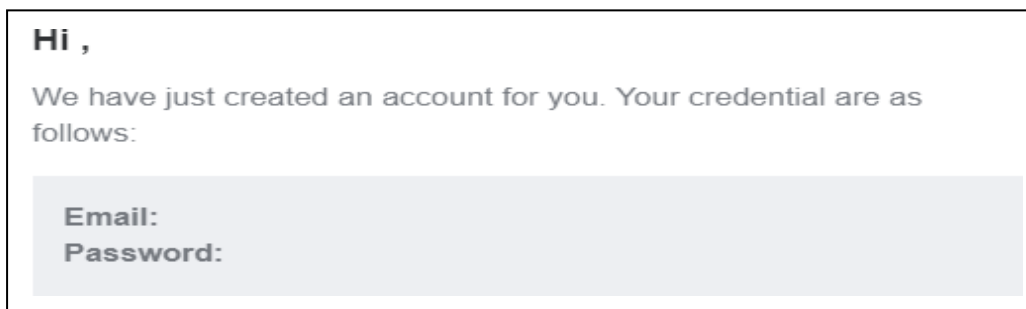 Hi ,
We have just created an account for you. Your credential are as
follows:
Email:
Password: